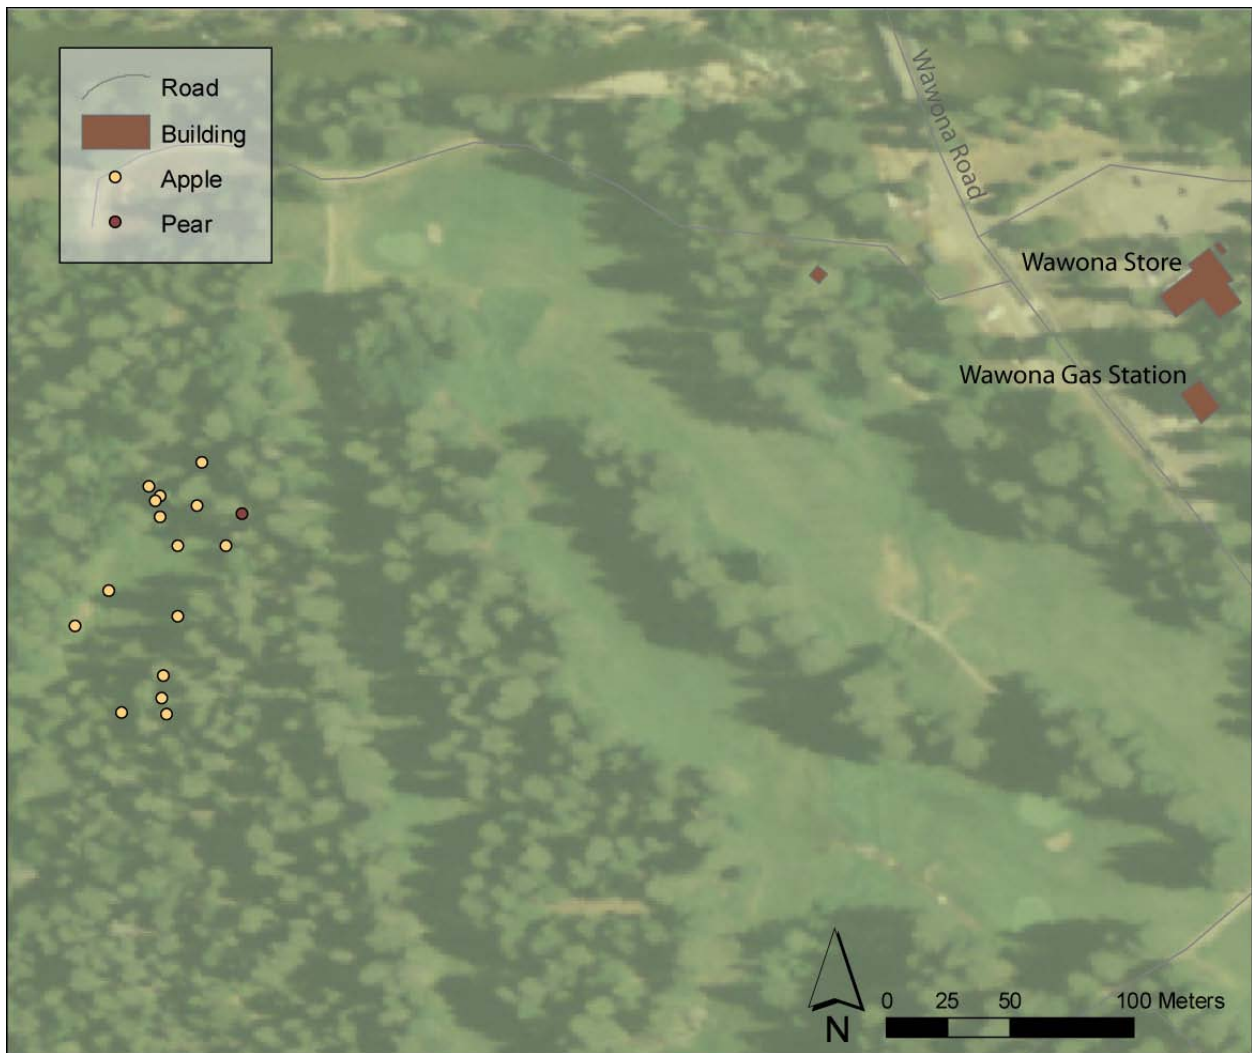 Road
Building
Apple
Pear
Wawona Road
Wawona Store
Wawona Gas Station
N
0 25 50 100 Meters